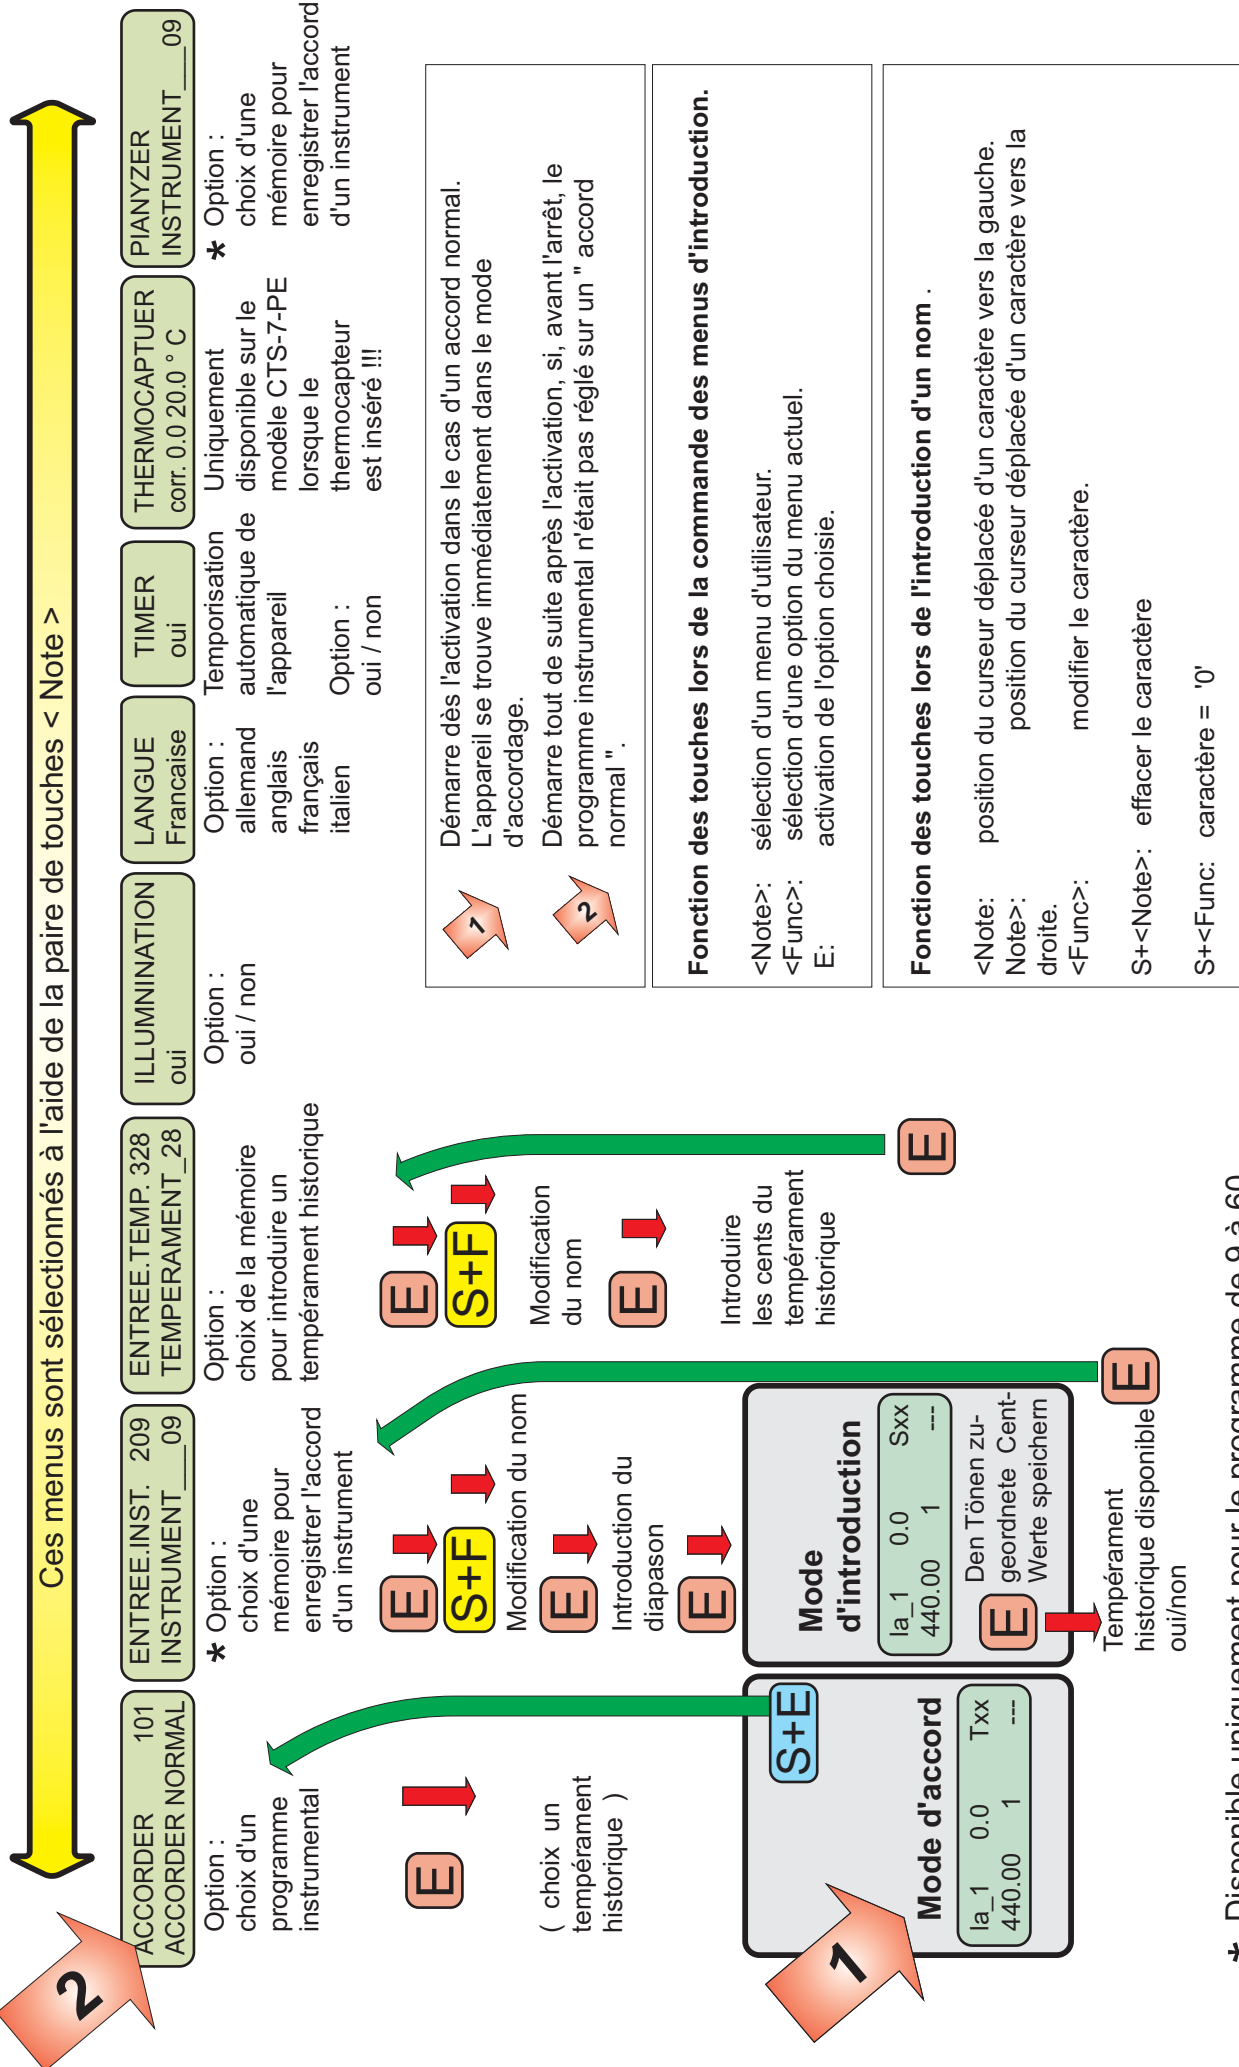 Ces menus sont sélectionnés à l'aide de la paire de touches < Note >
2
ACCORDER 101
ACCORDER NORMAL
Option :
choix d'un
programme
instrumental
E
( choix un
tempérament
historique )
ENTREE.INST. 209
INSTRUMENT___09
* Option :
choix d'une
mémoire pour
enregistrer l'accord
d'un instrument
E
S+F
Modification du nom
E
Introduction du
diapason
E
ENTREE.TEMP. 328
TEMPERAMENT_28
Option :
choix de la mémoire
pour introduire un
tempérament historique
E
S+F
Modification
du nom
E
Introduire
les cents du
tempérament
historique
E
ILLUMNINATION
oui
Option :
oui / non
LANGUE
Francaise
Option :
allemand
anglais
français
italien
TIMER
oui
Temporisation
automatique de
l'appareil
Option :
oui / non
THERMOCAPTUER
corr. 0.0 20.0 ° C
Uniquement
disponible sur le
modèle CTS-7-PE
lorsque le
thermocapteur
est inséré !!!
PIANYZER
INSTRUMENT___09
* Option :
choix d'une
mémoire pour
enregistrer l'accord
d'un instrument
1
S+E
Mode d'accord
la_1 0.0 Txx
440.00 1 ---
Mode
d'introduction
la_1 0.0 Sxx
440.00 1 ---
E
Den Tönen zu-
geordnete Cent-
Werte speichern
Tempérament
historique disponible
oui/non
E
1
Démarre dès l'activation dans le cas d'un accord normal.
L'appareil se trouve immédiatement dans le mode
d'accordage.
2
Démarre tout de suite après l'activation, si, avant l'arrêt, le
programme instrumental n'était pas réglé sur un " accord
normal ".
Fonction des touches lors de la commande des menus d'introduction.
<Note>: sélection d'un menu d'utilisateur.
<Func>: sélection d'une option du menu actuel.
E: activation de l'option choisie.
Fonction des touches lors de l'introduction d'un nom .
<Note: position du curseur déplacée d'un caractère vers la gauche.
Note>: position du curseur déplacée d'un caractère vers la
droite.
<Func>: modifier le caractère.
S+<Note>: effacer le caractère
S+<Func: caractère = '0'
* Disponible uniquement pour le programme de 9 à 60